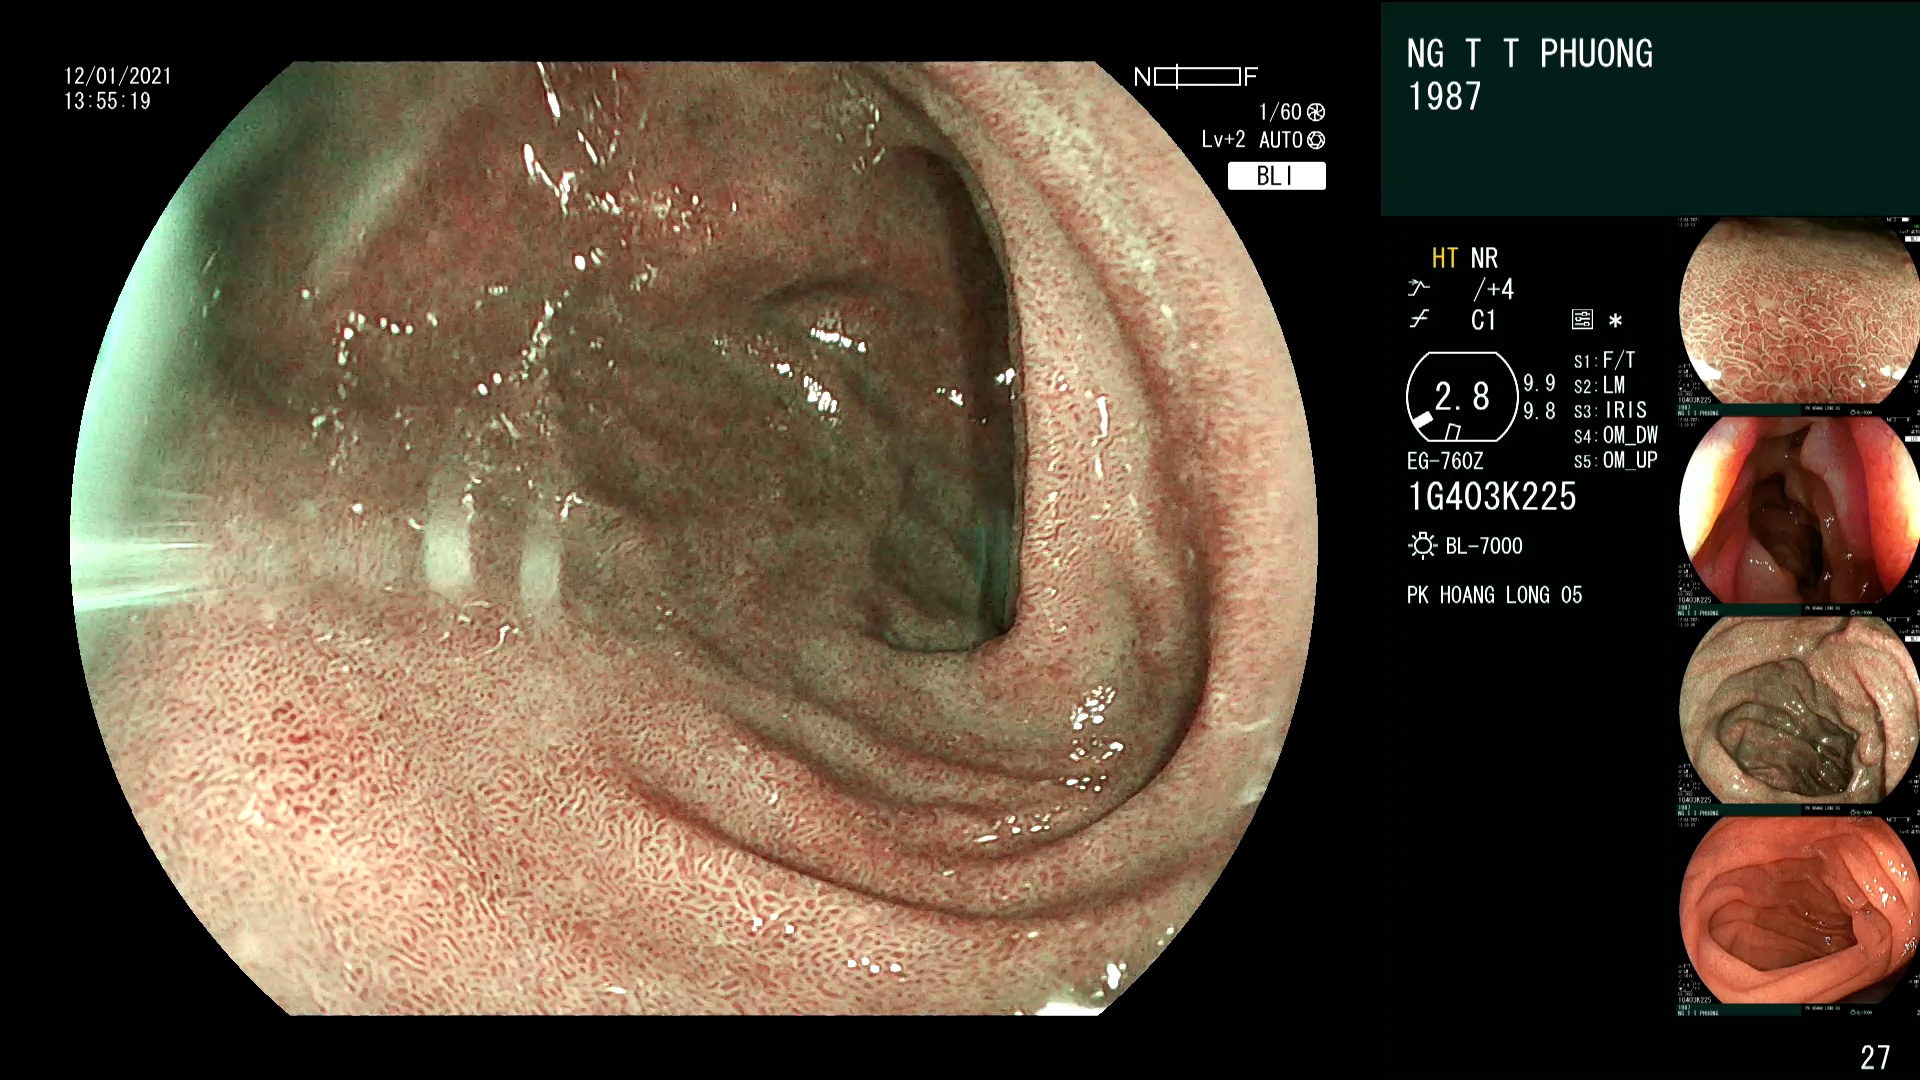 12/01/2021
13:55:19
N F
1/60
Lv+2 AUTO
BLI
NG T T PHUONG
1987
HT NR
/+4
C1 *
2.8
9.9
9.8
S1:F/T
S2:LM
S3:IRIS
S4:OM_DW
S5:OM_UP
EG-760Z
1G403K225
BL-7000
PK HOANG LONG 05
27